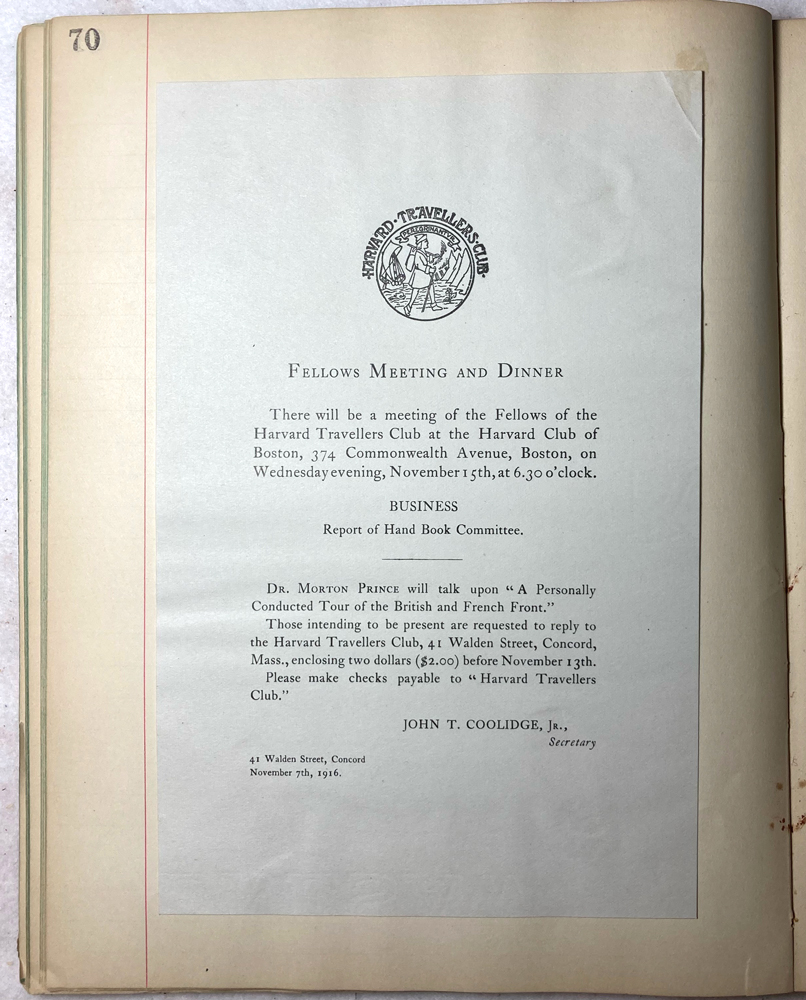 70
HARVARD · TRAVELLERS · CLUB ·
PEREGRINANTUR
FELLOWS MEETING AND DINNER
There will be a meeting of the Fellows of the
Harvard Travellers Club at the Harvard Club of
Boston, 374 Commonwealth Avenue, Boston, on
Wednesday evening, November 15th, at 6.30 o'clock.
BUSINESS
Report of Hand Book Committee.
DR. MORTON PRINCE will talk upon “ A Personally
Conducted Tour of the British and French Front.”
Those intending to be present are requested to reply to
the Harvard Travellers Club, 41 Walden Street, Concord,
Mass., enclosing two dollars ($2.00) before November 13th.
Please make checks payable to “ Harvard Travellers
Club.”
JOHN T. COOLIDGE, JR.,
Secretary
41 Walden Street, Concord
November 7th, 1916.